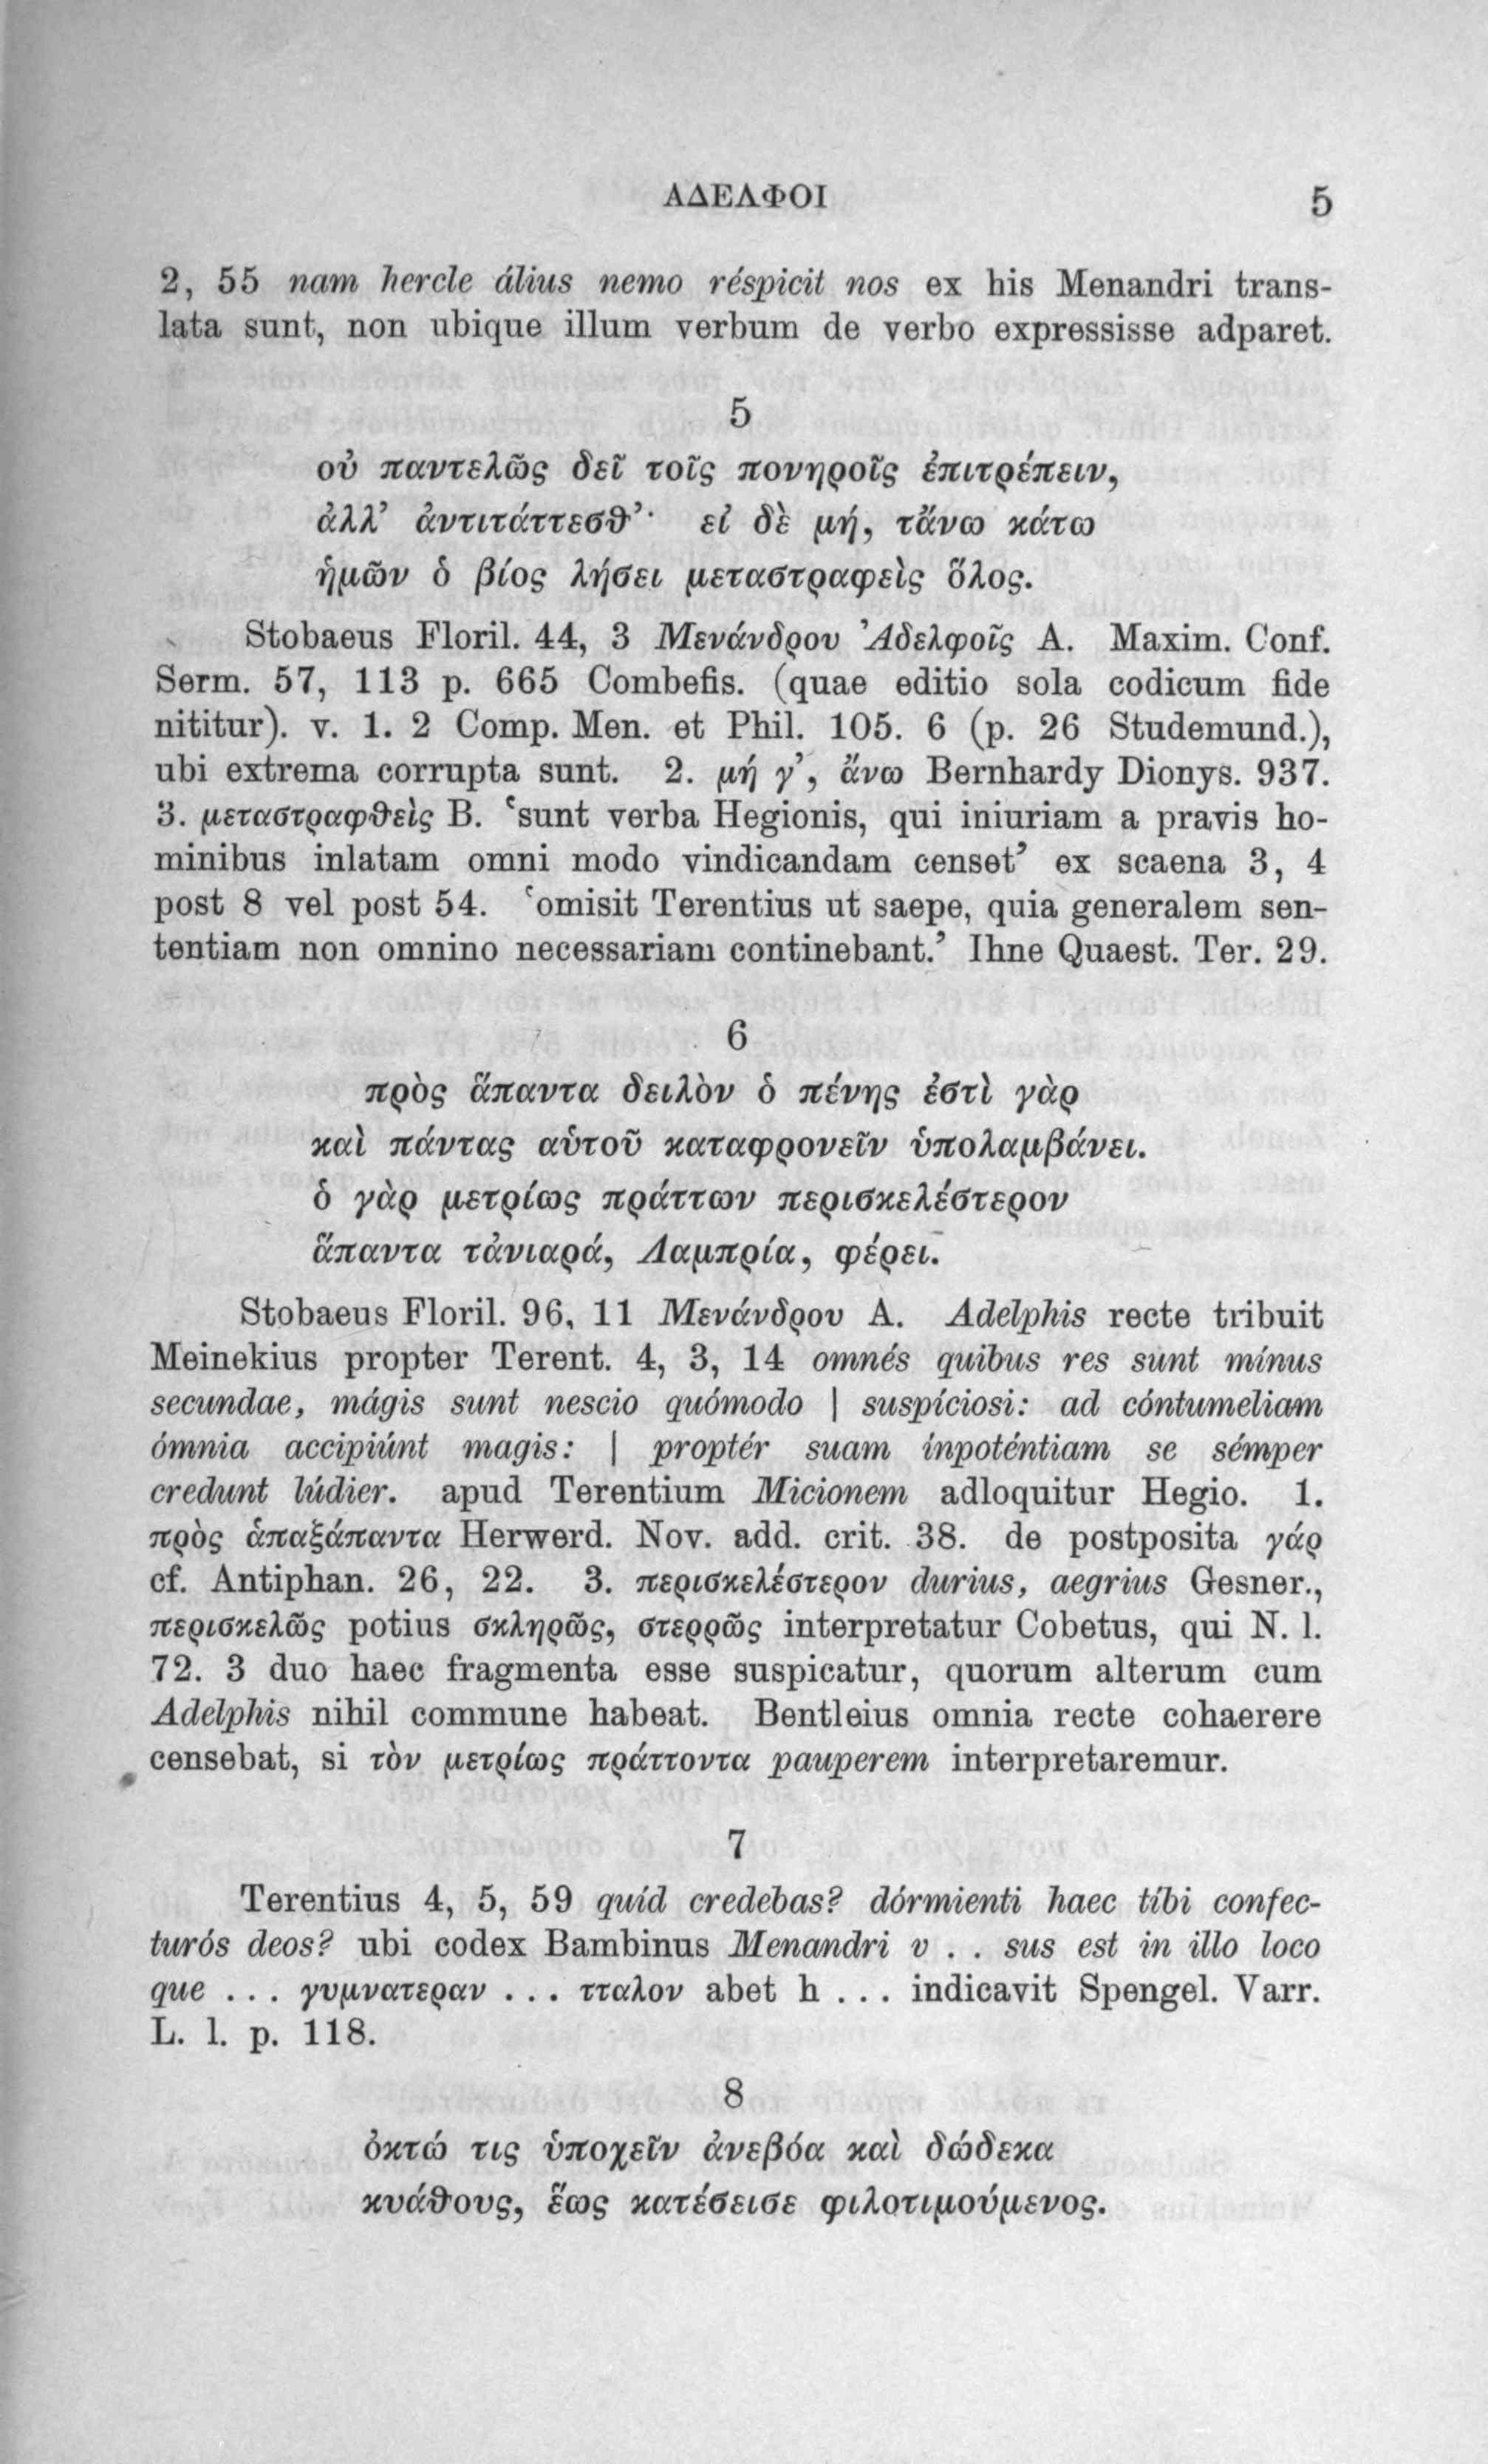 ΑΔΕΛΦΟΙ 5
2, 55 nam hercle álius nemo réspicit nos ex his Menandri trans-
lata sunt, non ubique illum verbum de verbo expressisse adparet.
5
οὐ παντελῶς δεῖ τοῖς πονηροῖς ἐπιτρέπειν,
ἀλλ’ ἀντιτάττεσθ’· εἰ δὲ μή, τἄνω κάτω
ἡμῶν ὁ βίος λήσει μεταστραφεὶς ὅλος.
Stobaeus Floril. 44, 3 Μενάνδρου Ἀδελφοῖς A. Maxim. Conf.
Serm. 57, 113 p. 665 Combefis. (quae editio sola codicum fide
nititur). v. 1. 2 Comp. Men. et Phil. 105. 6 (p. 26 Studemund.),
ubi extrema corrupta sunt. 2. μή γ’, ἄνω Bernhardy Dionys. 937.
3. μεταστραφθεὶς B. ‘sunt verba Hegionis, qui iniuriam a pravis ho-
minibus inlatam omni modo vindicandam censet’ ex scaena 3, 4
post 8 vel post 54. ‘omisit Terentius ut saepe, quia generalem sen-
tentiam non omnino necessariam continebant.’ Ihne Quaest. Ter. 29.
6
πρὸς ἅπαντα δειλὸν ὁ πένης ἐστὶ γὰρ
καὶ πάντας αὑτοῦ καταφρονεῖν ὑπολαμβάνει.
ὁ γὰρ μετρίως πράττων περισκελέστερον
ἅπαντα τἀνιαρά, Λαμπρία, φέρει.
Stobaeus Floril. 96, 11 Μενάνδρου A. Adelphis recte tribuit
Meinekius propter Terent. 4, 3, 14 omnés quibus res sunt mínus
secundae, mágis sunt nescio quómodo | suspíciosi: ad cóntumeliam
ómnia accipiúnt magis: | proptér suam ínpoténtiam se sémper
credunt lúdier. apud Terentium Micionem adloquitur Hegio. 1.
πρὸς ἁπαξάπαντα Herwerd. Nov. add. crit. 38. de postposita γάρ
cf. Antiphan. 26, 22. 3. περισκελέστερον durius, aegrius Gesner.,
περισκελῶς potius σκληρῶς, στερρῶς interpretatur Cobetus, qui N. l.
72. 3 duo haec fragmenta esse suspicatur, quorum alterum cum
Adelphis nihil commune habeat. Bentleius omnia recte cohaerere
censebat, si τὸν μετρίως πράττοντα pauperem interpretaremur.
7
Terentius 4, 5, 59 quíd credebas? dórmienti haec tíbi confec-
turós deos? ubi codex Bambinus Menandri v . . sus est in illo loco
que . . . γυμνατεραν . . . τταλον abet h . . . indicavit Spengel. Varr.
L. l. p. 118.
8
ὀκτώ τις ὑποχεῖν ἀνεβόα καὶ δώδεκα
κυάθους, ἕως κατέσεισε φιλοτιμούμενος.